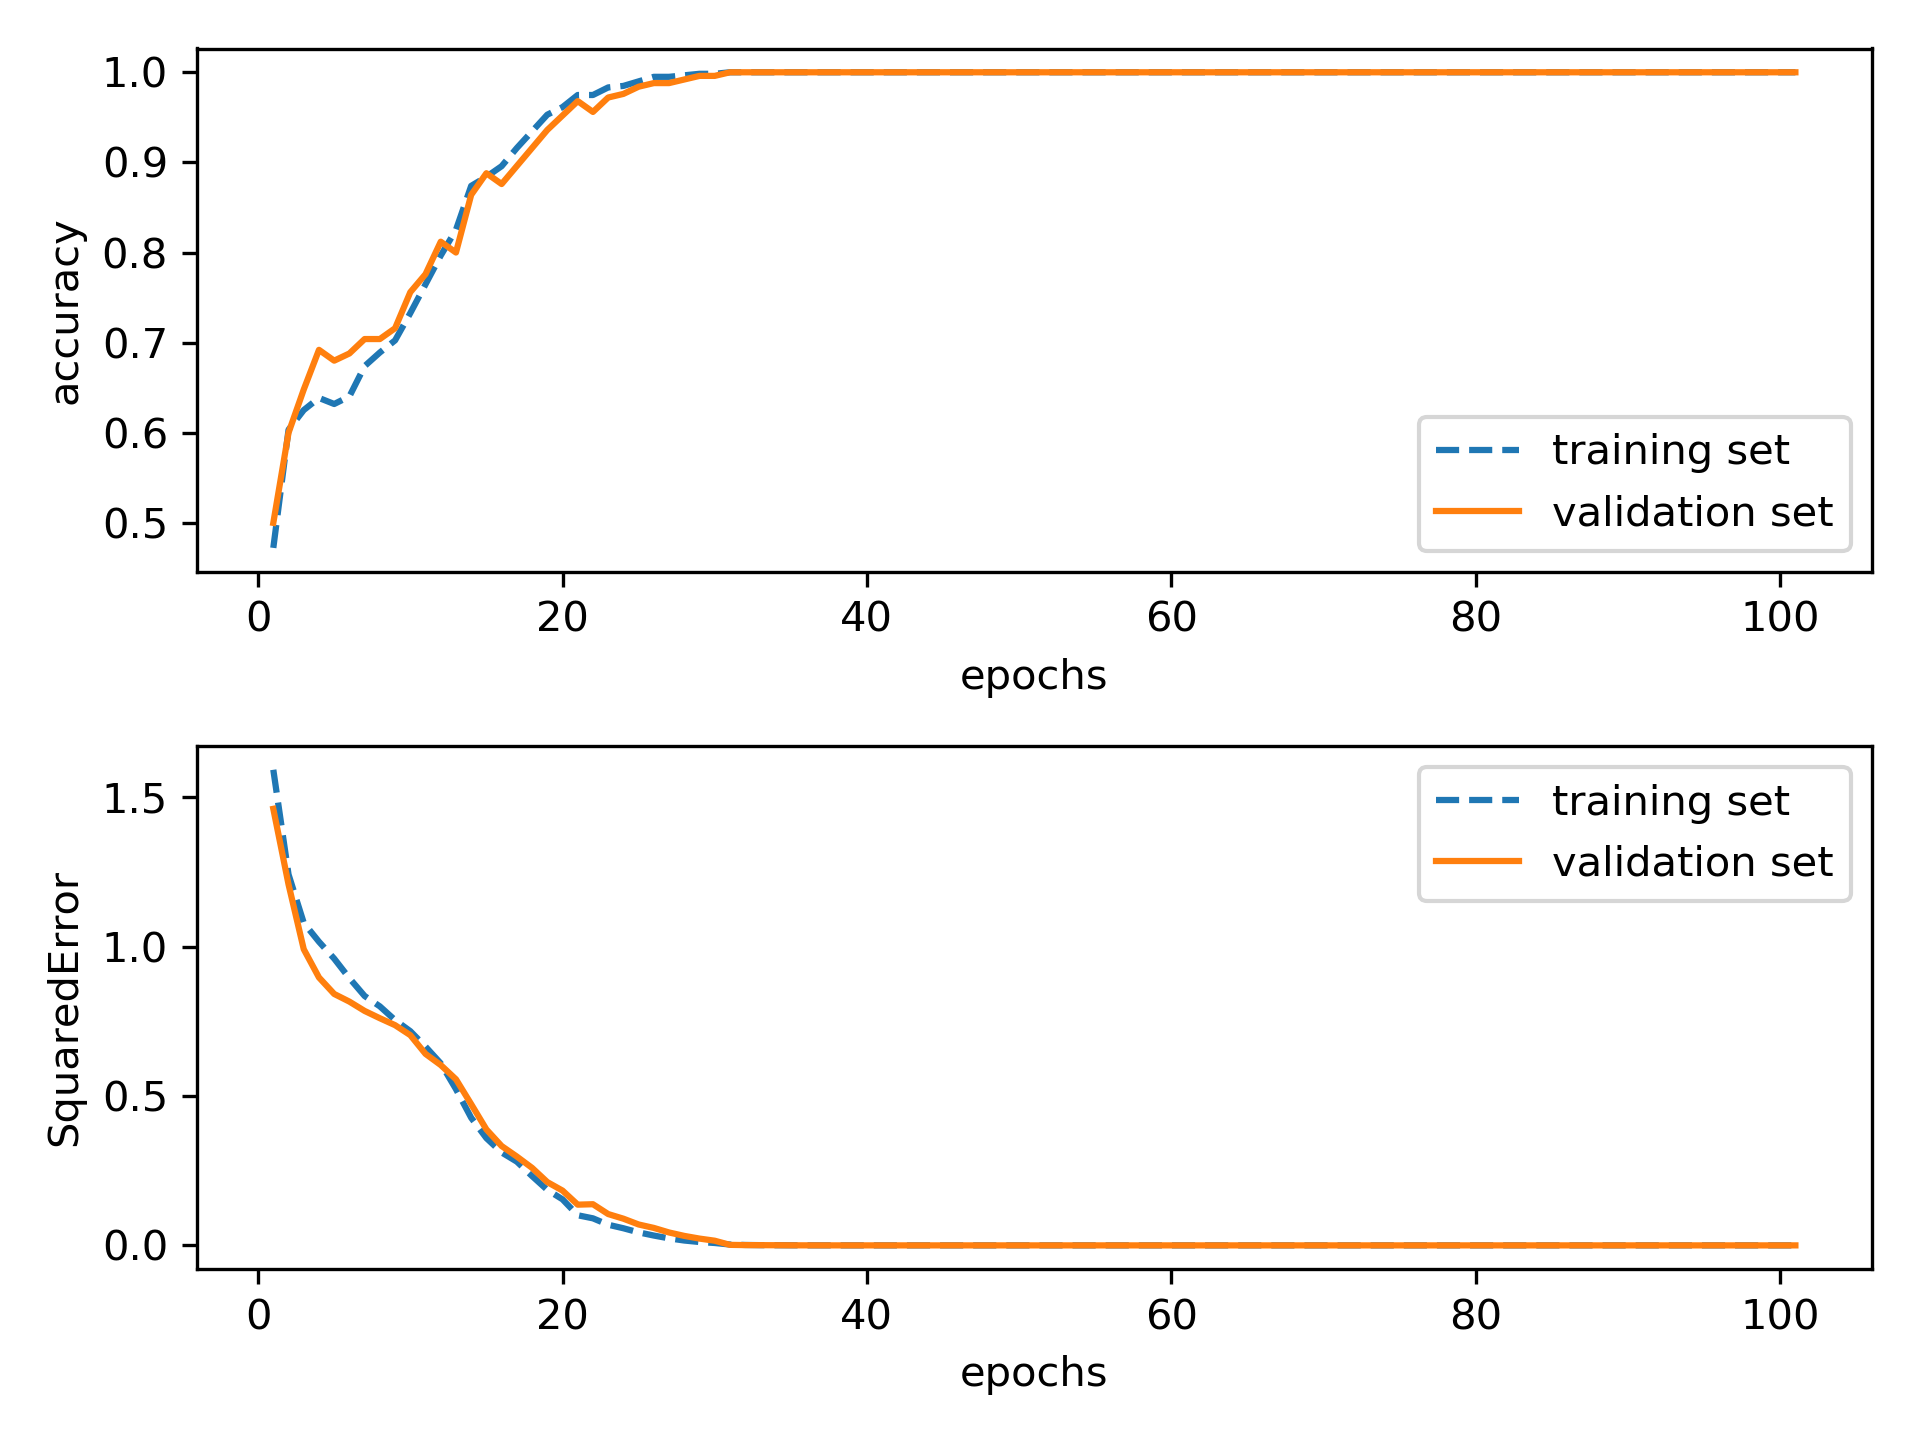 1.0
0.9
0.8
0.7
0.6
0.5
accuracy
training set
validation set
0 20 40 60 80 100
epochs
1.5
1.0
0.5
0.0
SquaredError
training set
validation set
0 20 40 60 80 100
epochs